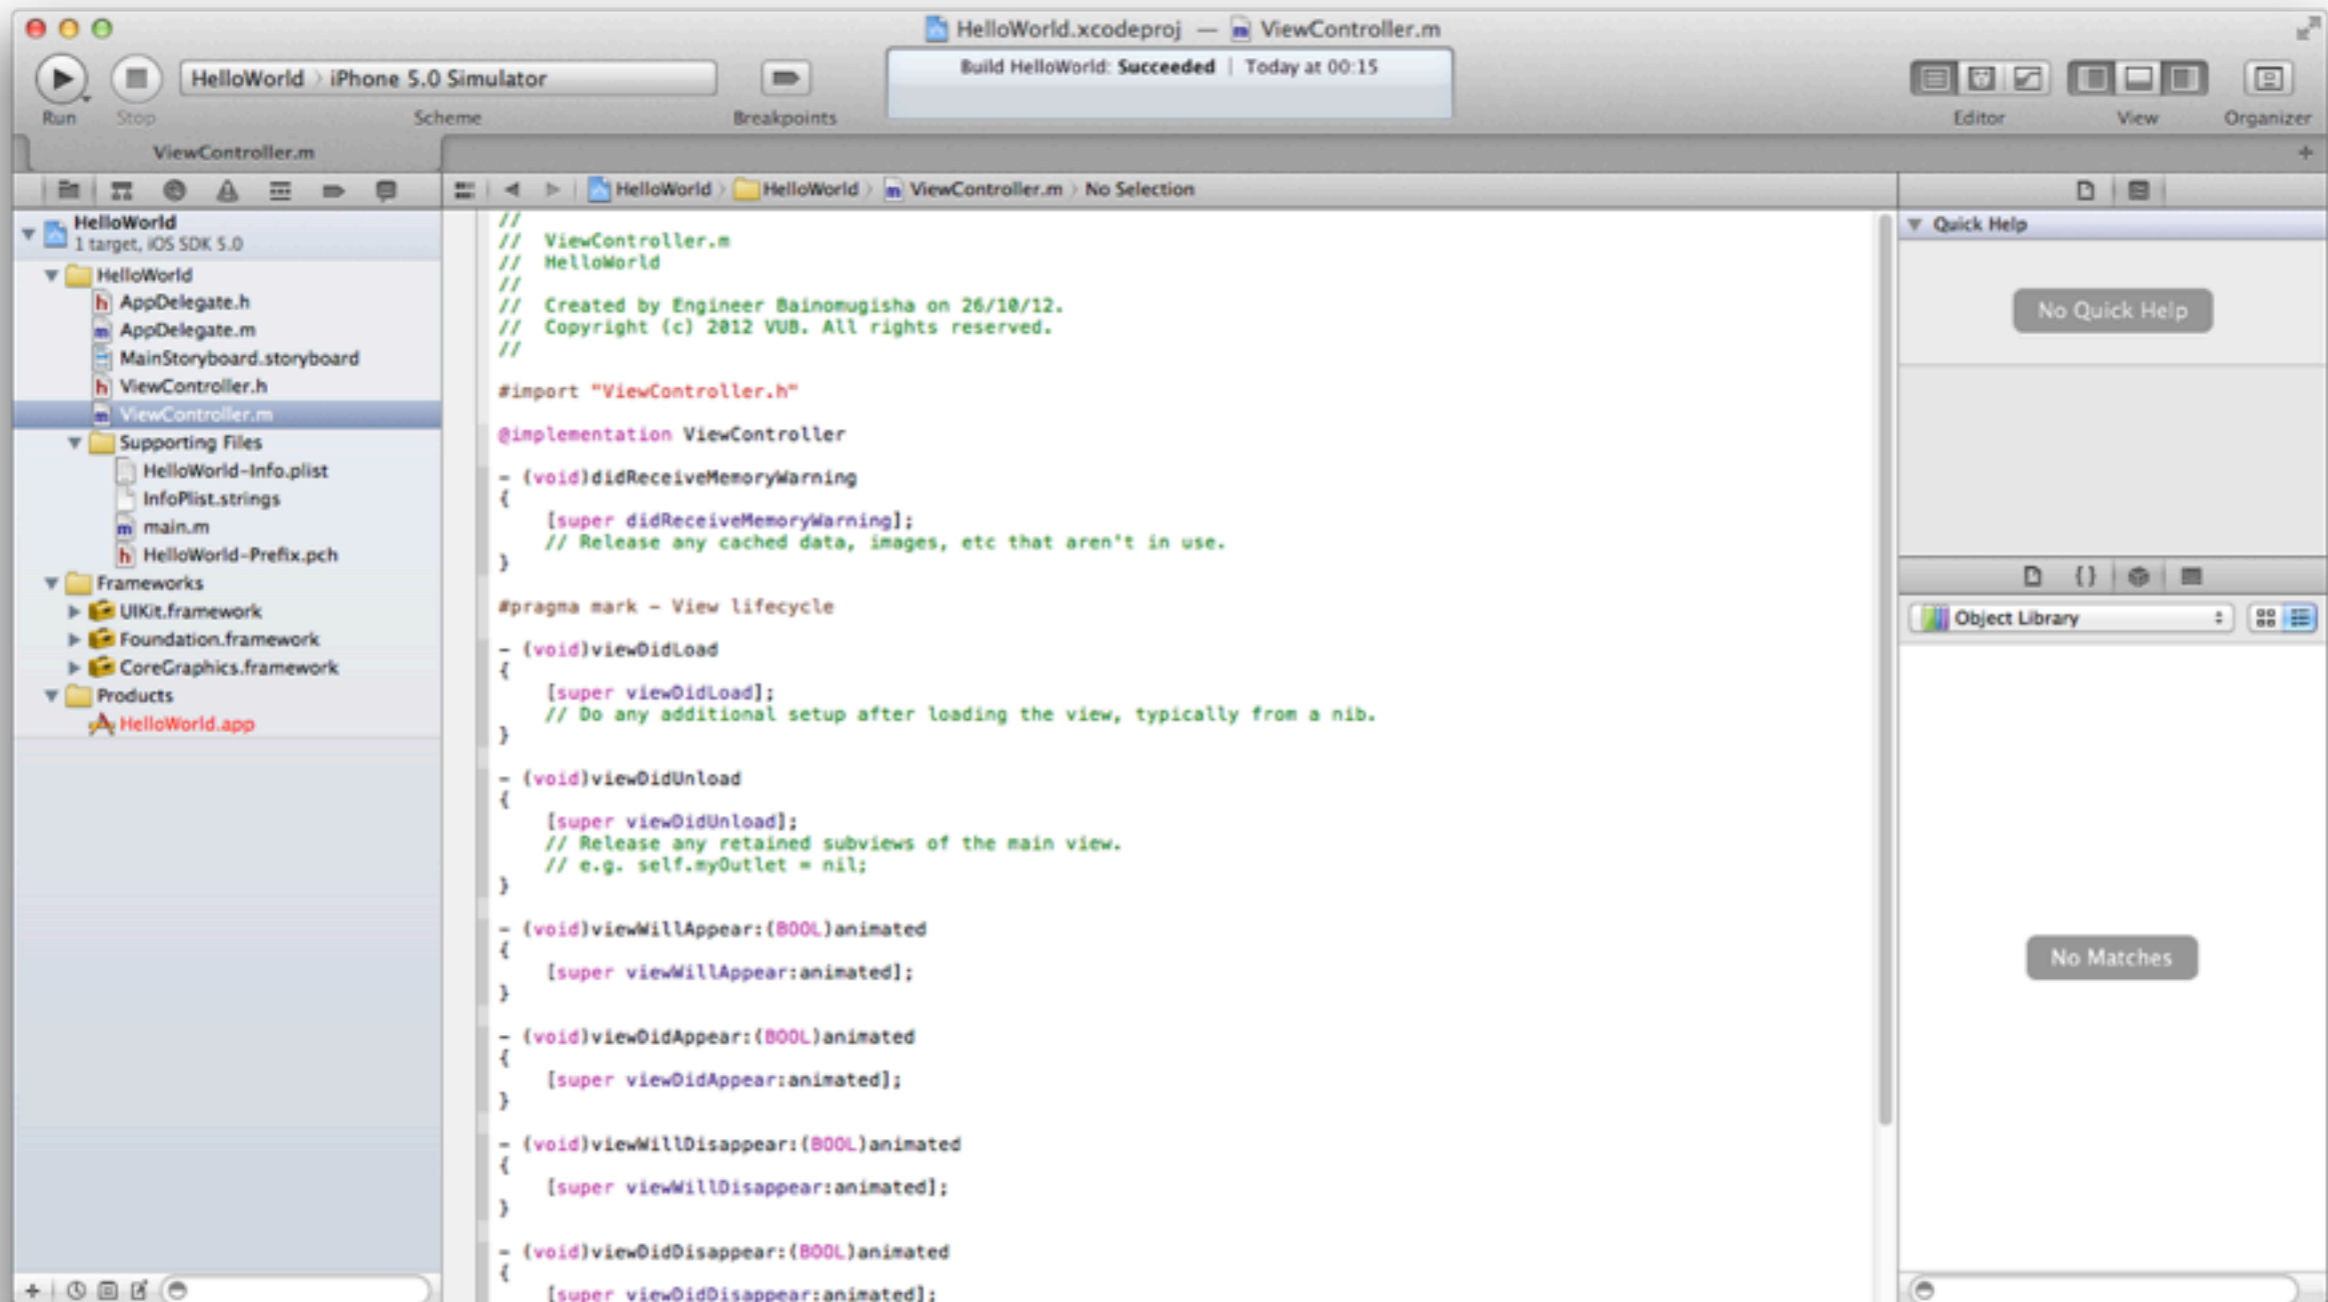 HelloWorld.xcodeproj — ViewController.m
HelloWorld iPhone 5.0 Simulator
Build HelloWorld: Succeeded | Today at 00:15
Run Stop Scheme Breakpoints Editor View Organizer
ViewController.m
HelloWorld HelloWorld ViewController.m No Selection
HelloWorld
1 target, iOS SDK 5.0
HelloWorld
AppDelegate.h
AppDelegate.m
MainStoryboard.storyboard
ViewController.h
ViewController.m
Supporting Files
HelloWorld-Info.plist
InfoPlist.strings
main.m
HelloWorld-Prefix.pch
Frameworks
UIKit.framework
Foundation.framework
CoreGraphics.framework
Products
HelloWorld.app
//
//  ViewController.m
//  HelloWorld
//
//  Created by Engineer Bainomugisha on 26/10/12.
//  Copyright (c) 2012 VUB. All rights reserved.
//
#import "ViewController.h"
@implementation ViewController
- (void)didReceiveMemoryWarning
{
    [super didReceiveMemoryWarning];
    // Release any cached data, images, etc that aren't in use.
}
#pragma mark - View lifecycle
- (void)viewDidLoad
{
    [super viewDidLoad];
    // Do any additional setup after loading the view, typically from a nib.
}
- (void)viewDidUnload
{
    [super viewDidUnload];
    // Release any retained subviews of the main view.
    // e.g. self.myOutlet = nil;
}
- (void)viewWillAppear:(BOOL)animated
{
    [super viewWillAppear:animated];
}
- (void)viewDidAppear:(BOOL)animated
{
    [super viewDidAppear:animated];
}
- (void)viewWillDisappear:(BOOL)animated
{
    [super viewWillDisappear:animated];
}
- (void)viewDidDisappear:(BOOL)animated
{
    [super viewDidDisappear:animated];
Quick Help
No Quick Help
{}
Object Library
No Matches